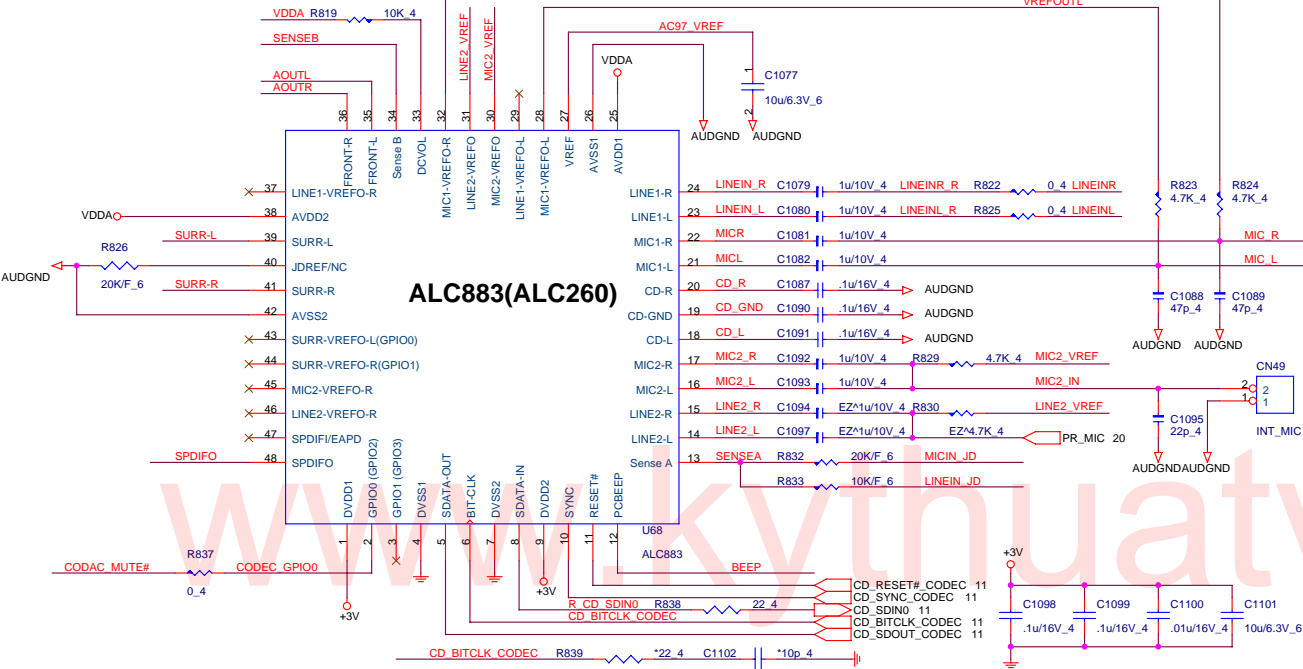 VREFOUTL
VDDA R819 10K_4
AC97_VREF
SENSEB
LINE2_VREF
MIC2_VREF
VDDA
AOUTL
AOUTR
1
C1077
10u/6.3V_6
2
AUDGND AUDGND
36 35 34 33 32 31 30 29 28 27 26 25
FRONT-R
FRONT-L
Sense B
DCVOL
MIC1-VREFO-R
LINE2-VREFO
MIC2-VREFO
LINE1-VREFO-L
MIC1-VREFO-L
VREF
AVSS1
AVDD1
37 LINE1-VREFO-R
VDDA 38 AVDD2
SURR-L 39 SURR-L
R826
20K/F_6
AUDGND
40 JDREF/NC
SURR-R 41 SURR-R
42 AVSS2
43 SURR-VREFO-L(GPIO0)
44 SURR-VREFO-R(GPIO1)
45 MIC2-VREFO-R
46 LINE2-VREFO-R
47 SPDIFI/EAPD
SPDIFO 48 SPDIFO
ALC883(ALC260)
LINE1-R 24 LINEIN_R C1079 1u/10V_4 LINEINR_R R822 0_4 LINEINR
LINE1-L 23 LINEIN_L C1080 1u/10V_4 LINEINL_R R825 0_4 LINEINL
MIC1-R 22 MICR C1081 1u/10V_4 MIC_R
MIC1-L 21 MICL C1082 1u/10V_4 MIC_L
CD-R 20 CD_R C1087 .1u/16V_4 AUDGND
CD-GND 19 CD_GND C1090 .1u/16V_4 AUDGND
CD-L 18 CD_L C1091 .1u/16V_4 AUDGND
MIC2-R 17 MIC2_R C1092 1u/10V_4 R829 4.7K_4 MIC2_VREF
MIC2-L 16 MIC2_L C1093 1u/10V_4 MIC2_IN
LINE2-R 15 LINE2_R C1094 EZ^1u/10V_4 R830 LINE2_VREF
LINE2-L 14 LINE2_L C1097 EZ^1u/10V_4 EZ^4.7K_4 PR_MIC 20
Sense A 13 SENSEA R832 20K/F_6 MICIN_JD
R833 10K/F_6 LINEIN_JD
R823
4.7K_4
R824
4.7K_4
C1088
47p_4
C1089
47p_4
AUDGND AUDGND
CN49
2 2
1 1
INT_MIC
C1095
22p_4
AUDGND AUDGND
DVDD1
GPIO0 (GPIO2)
GPIO1 (GPIO3)
DVSS1
SDATA-OUT
BIT-CLK
DVSS2
SDATA-IN
DVDD2
SYNC
RESET#
PCBEEP
1 2 3 4 5 6 7 8 9 10 11 12
U68
ALC883
www.kythuatv
R837
CODAC_MUTE# CODEC_GPIO0
0_4
+3V
+3V
BEEP
CD_RESET#_CODEC 11
CD_SYNC_CODEC 11
R_CD_SDIN0 R838 22_4 CD_SDIN0 11
CD_BITCLK_CODEC CD_BITCLK_CODEC 11
CD_SDOUT_CODEC 11
CD_BITCLK_CODEC R839 *22_4 C1102 *10p_4
+3V
C1098
.1u/16V_4
C1099
.1u/16V_4
C1100
.01u/16V_4
C1101
10u/6.3V_6